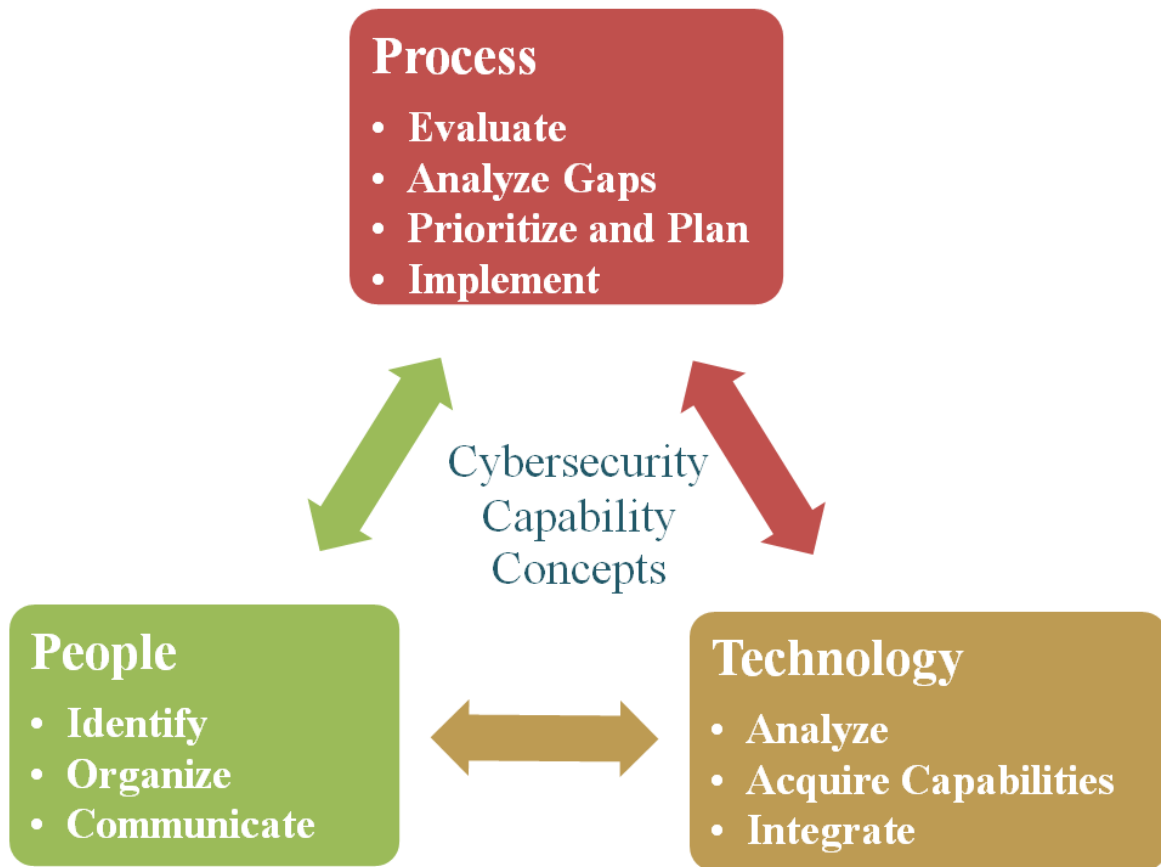 Process
• Evaluate
• Analyze Gaps
• Prioritize and Plan
• Implement
Cybersecurity
Capability
Concepts
People
• Identify
• Organize
• Communicate
Technology
• Analyze
• Acquire Capabilities
• Integrate